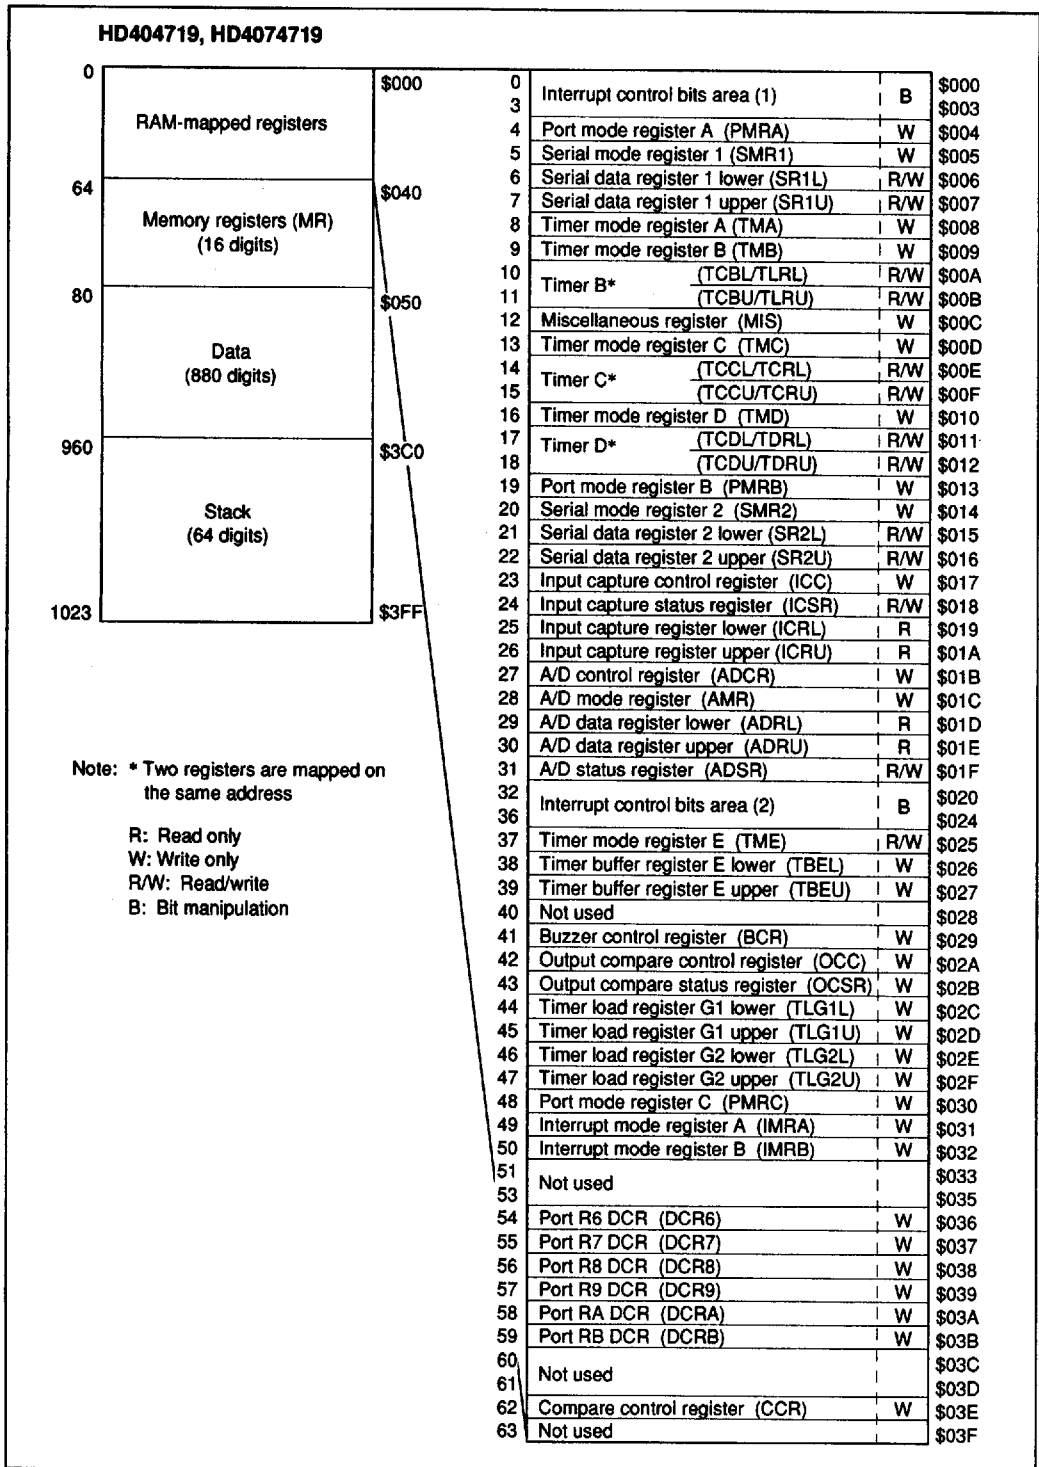 HD404719, HD4074719
0 $000
RAM-mapped registers
64 $040
Memory registers (MR)
(16 digits)
80 $050
Data
(880 digits)
960 $3C0
Stack
(64 digits)
1023 $3FF
Note: * Two registers are mapped on
the same address
R: Read only
W: Write only
R/W: Read/write
B: Bit manipulation
0 $000
Interrupt control bits area (1) B
3 $003
4 Port mode register A (PMRA) W $004
5 Serial mode register 1 (SMR1) W $005
6 Serial data register 1 lower (SR1L) R/W $006
7 Serial data register 1 upper (SR1U) R/W $007
8 Timer mode register A (TMA) W $008
9 Timer mode register B (TMB) W $009
10 (TCBL/TLRL) R/W $00A
Timer B*
11 (TCBU/TLRU) R/W $00B
12 Miscellaneous register (MIS) W $00C
13 Timer mode register C (TMC) W $00D
14 (TCCL/TCRL) R/W $00E
Timer C*
15 (TCCU/TCRU) R/W $00F
16 Timer mode register D (TMD) W $010
17 (TCDL/TDRL) R/W $011
Timer D*
18 (TCDU/TDRU) R/W $012
19 Port mode register B (PMRB) W $013
20 Serial mode register 2 (SMR2) W $014
21 Serial data register 2 lower (SR2L) R/W $015
22 Serial data register 2 upper (SR2U) R/W $016
23 Input capture control register (ICC) W $017
24 Input capture status register (ICSR) R/W $018
25 Input capture register lower (ICRL) R $019
26 Input capture register upper (ICRU) R $01A
27 A/D control register (ADCR) W $01B
28 A/D mode register (AMR) W $01C
29 A/D data register lower (ADRL) R $01D
30 A/D data register upper (ADRU) R $01E
31 A/D status register (ADSR) R/W $01F
32 $020
Interrupt control bits area (2) B
36 $024
37 Timer mode register E (TME) R/W $025
38 Timer buffer register E lower (TBEL) W $026
39 Timer buffer register E upper (TBEU) W $027
40 Not used $028
41 Buzzer control register (BCR) W $029
42 Output compare control register (OCC) W $02A
43 Output compare status register (OCSR) W $02B
44 Timer load register G1 lower (TLG1L) W $02C
45 Timer load register G1 upper (TLG1U) W $02D
46 Timer load register G2 lower (TLG2L) W $02E
47 Timer load register G2 upper (TLG2U) W $02F
48 Port mode register C (PMRC) W $030
49 Interrupt mode register A (IMRA) W $031
50 Interrupt mode register B (IMRB) W $032
51 $033
Not used
53 $035
54 Port R6 DCR (DCR6) W $036
55 Port R7 DCR (DCR7) W $037
56 Port R8 DCR (DCR8) W $038
57 Port R9 DCR (DCR9) W $039
58 Port RA DCR (DCRA) W $03A
59 Port RB DCR (DCRB) W $03B
60 $03C
Not used
61 $03D
62 Compare control register (CCR) W $03E
63 Not used $03F